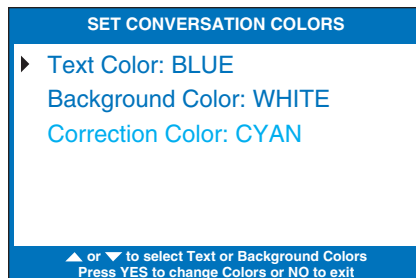 SET CONVERSATION COLORS
Text Color: BLUE
Background Color: WHITE
Correction Color: CYAN
▲ or ▼ to select Text or Background Colors
Press YES to change Colors or NO to exit